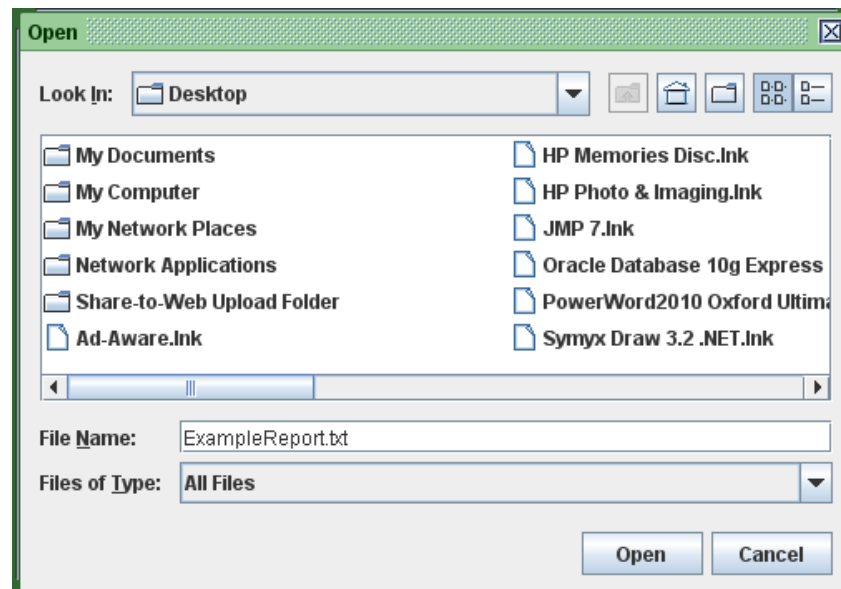 Open
Look In: Desktop
My Documents
My Computer
My Network Places
Network Applications
Share-to-Web Upload Folder
Ad-Aware.lnk
HP Memories Disc.lnk
HP Photo & Imaging.lnk
JMP 7.lnk
Oracle Database 10g Express
PowerWord2010 Oxford Ultima
Symyx Draw 3.2 .NET.lnk
File Name: ExampleReport.txt
Files of Type: All Files
Open Cancel